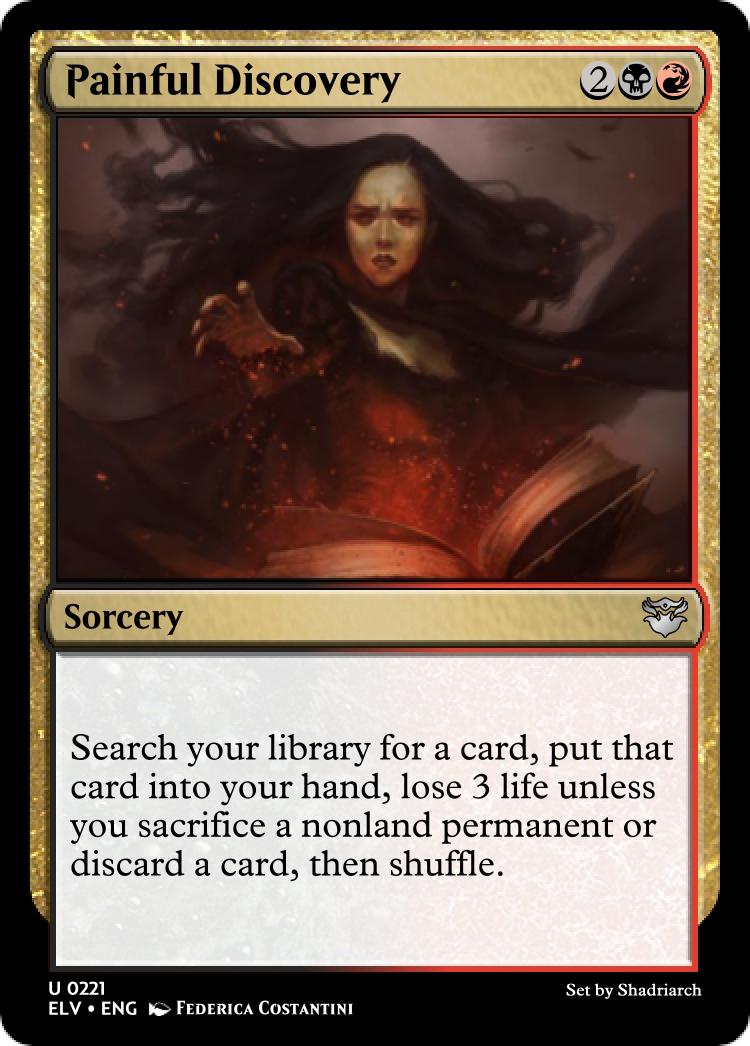 Painful Discovery 2
Sorcery
Search your library for a card, put that
card into your hand, lose 3 life unless
you sacrifice a nonland permanent or
discard a card, then shuffle.
U 0221
Set by Shadriarch
ELV • ENG Federica Costantini